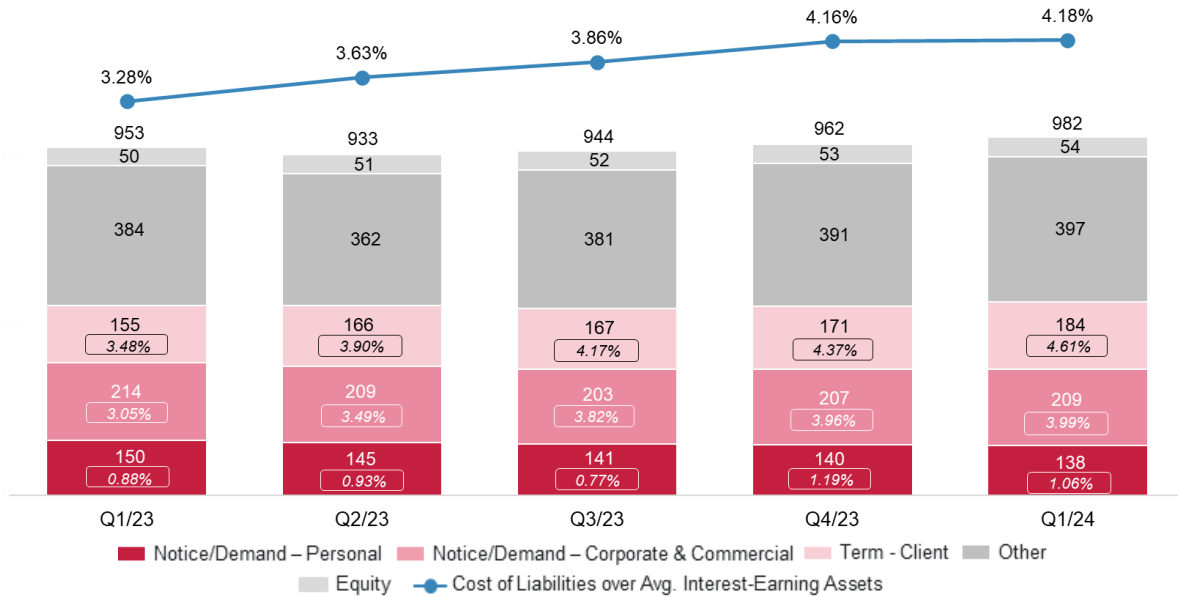 3.28% 3.63% 3.86% 4.16% 4.18%
953 933 944 962 982
50 51 52 53 54
384 362 381 391 397
155 166 167 171 184
3.48% 3.90% 4.17% 4.37% 4.61%
214 209 203 207 209
3.05% 3.49% 3.82% 3.96% 3.99%
150 145 141 140 138
0.88% 0.93% 0.77% 1.19% 1.06%
Q1/23 Q2/23 Q3/23 Q4/23 Q1/24
Notice/Demand – Personal Notice/Demand – Corporate & Commercial Term - Client Other
Equity Cost of Liabilities over Avg. Interest-Earning Assets